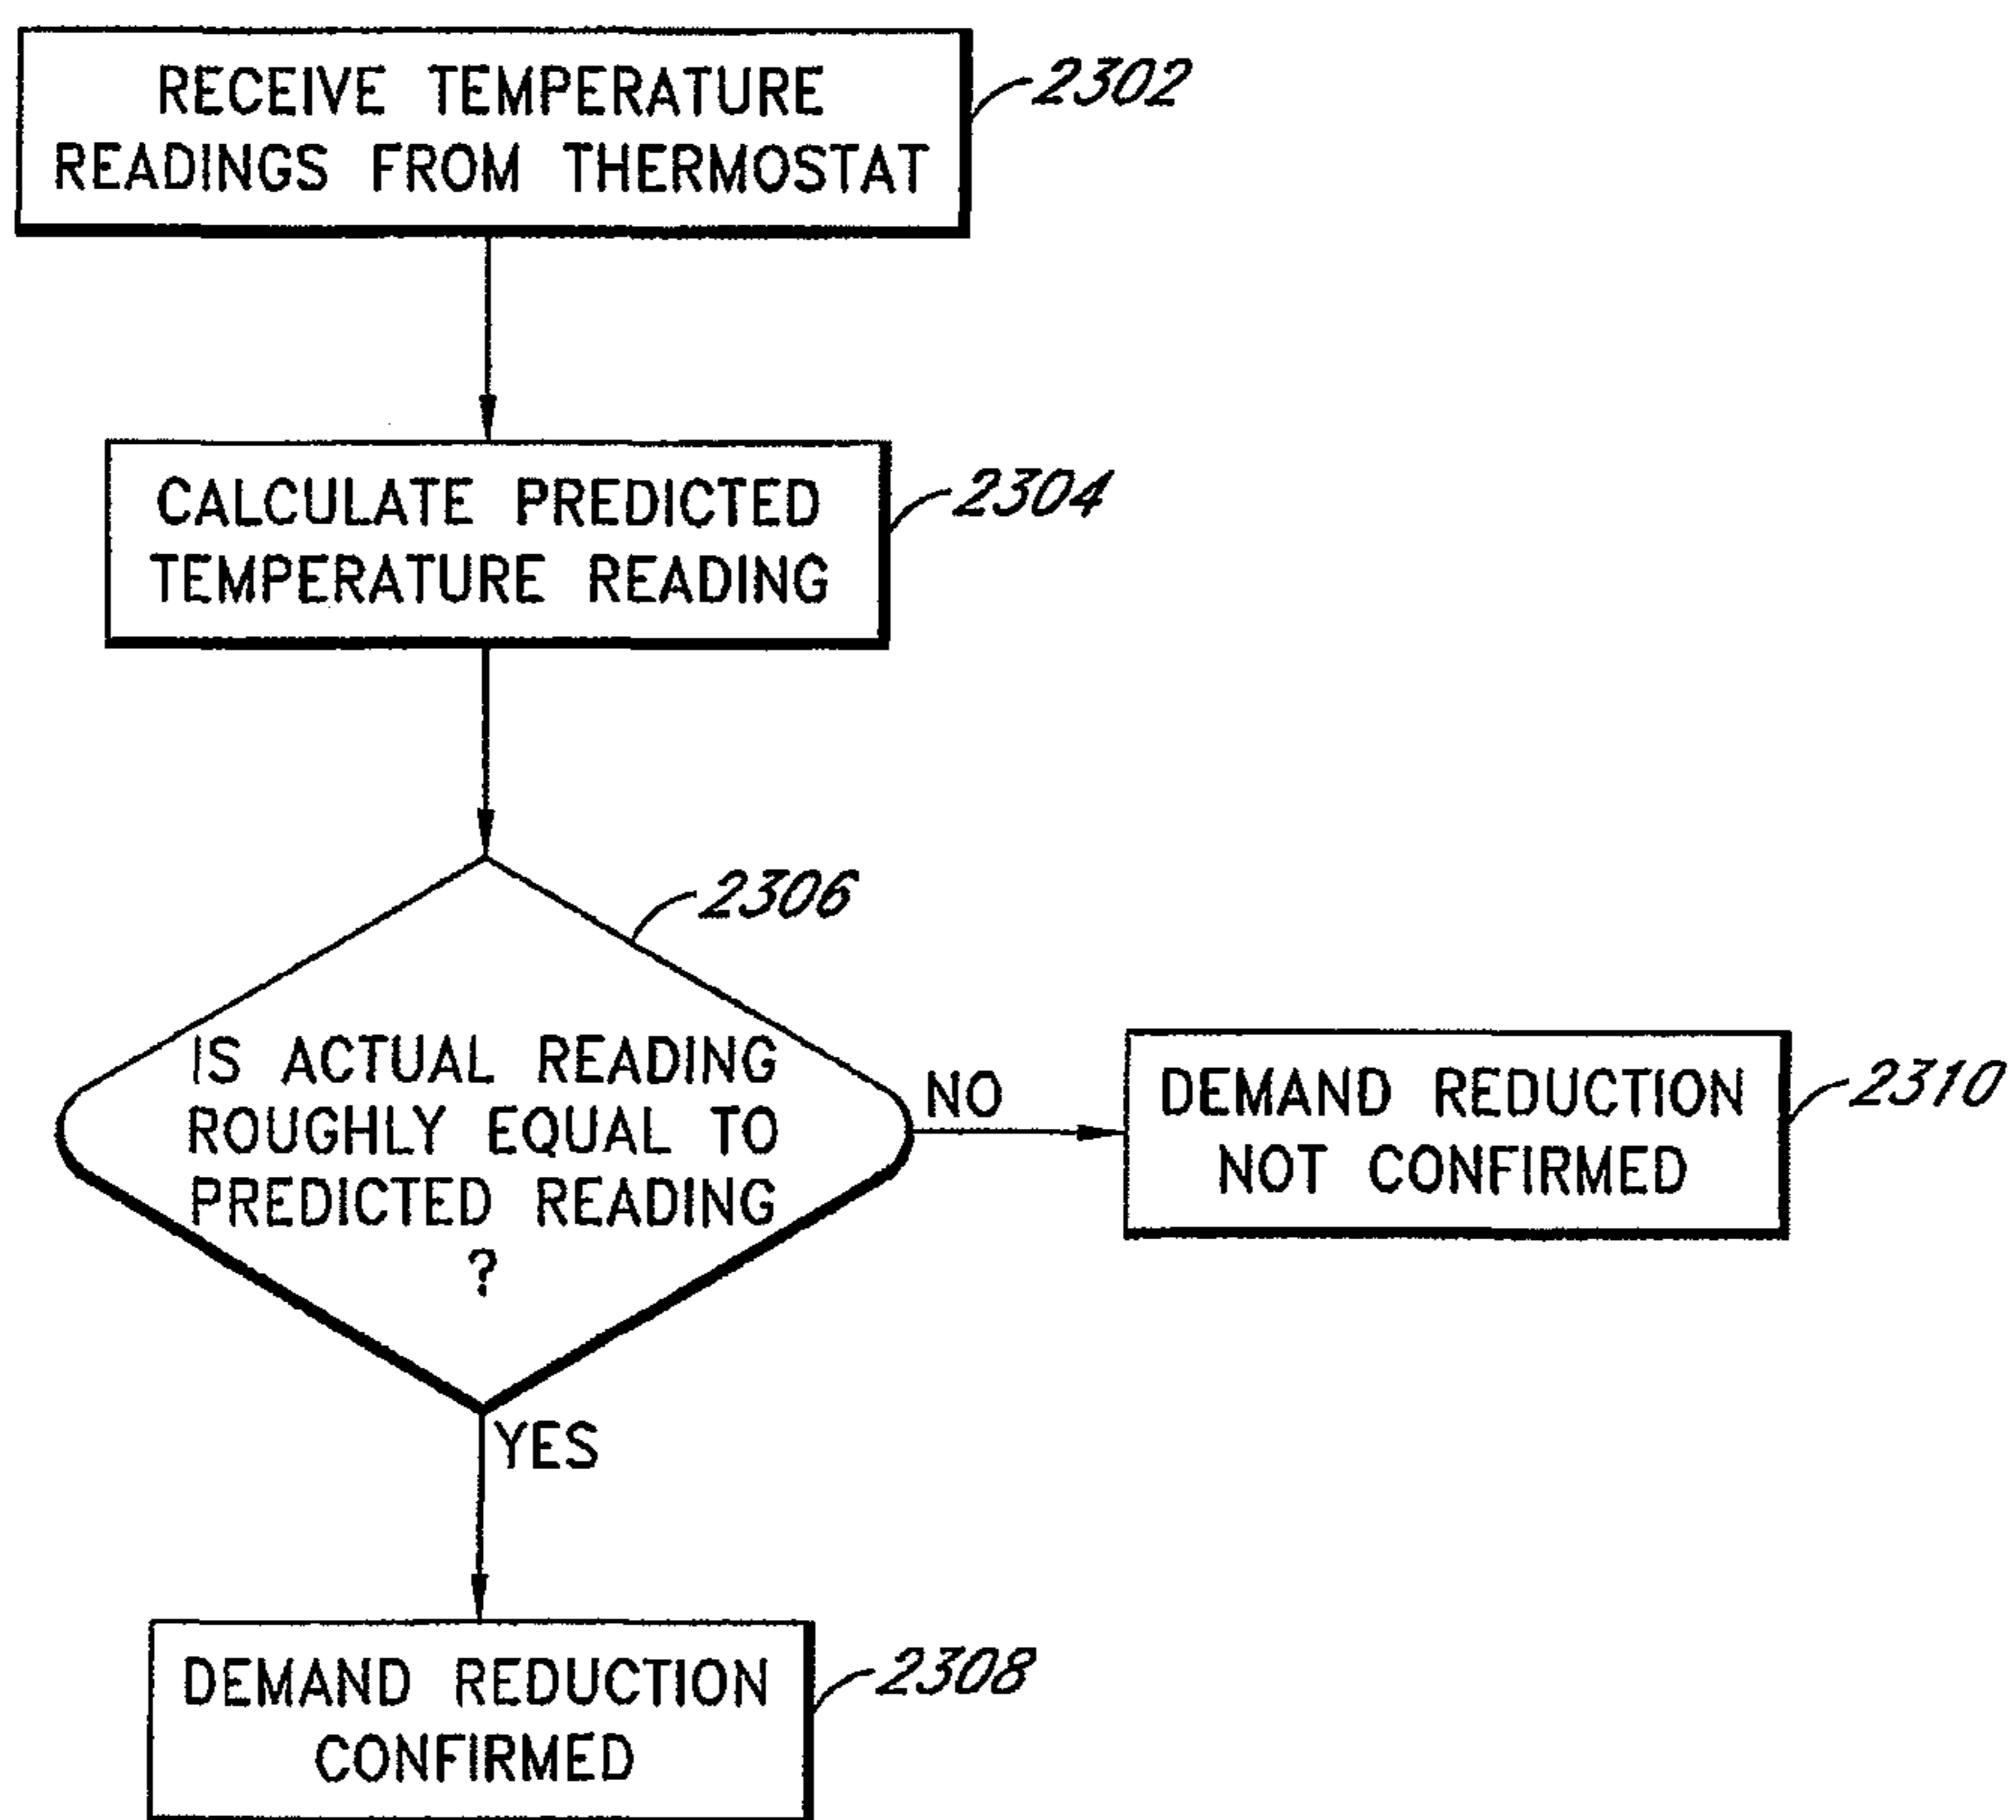 RECEIVE TEMPERATURE
READINGS FROM THERMOSTAT
2302
CALCULATE PREDICTED
TEMPERATURE READING
2304
2306
IS ACTUAL READING
ROUGHLY EQUAL TO
PREDICTED READING
?
NO
DEMAND REDUCTION
NOT CONFIRMED
2310
YES
DEMAND REDUCTION
CONFIRMED
2308